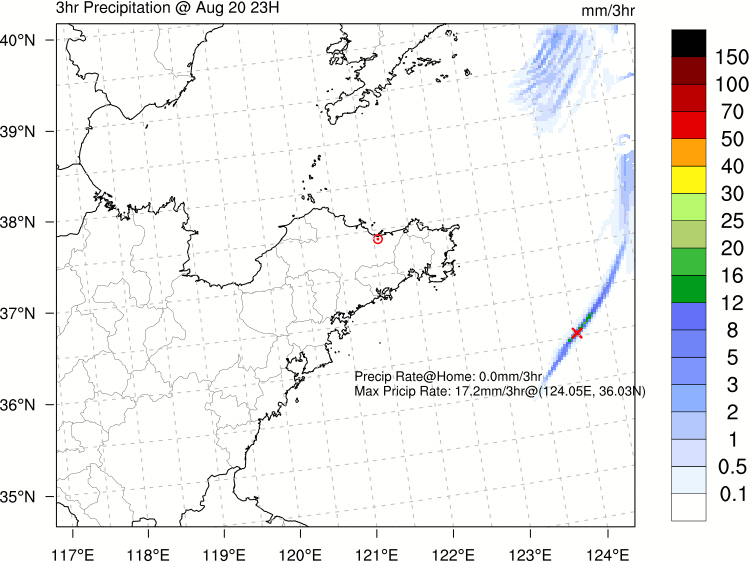 3hr Precipitation @ Aug 20 23H
mm/3hr
40°N
39°N
38°N
37°N
36°N
35°N
117°E
118°E
119°E
120°E
121°E
122°E
123°E
124°E
Precip Rate@Home: 0.0mm/3hr
Max Pricip Rate: 17.2mm/3hr@(124.05E, 36.03N)
150
100
70
50
40
30
25
20
16
12
8
5
3
2
1
0.5
0.1